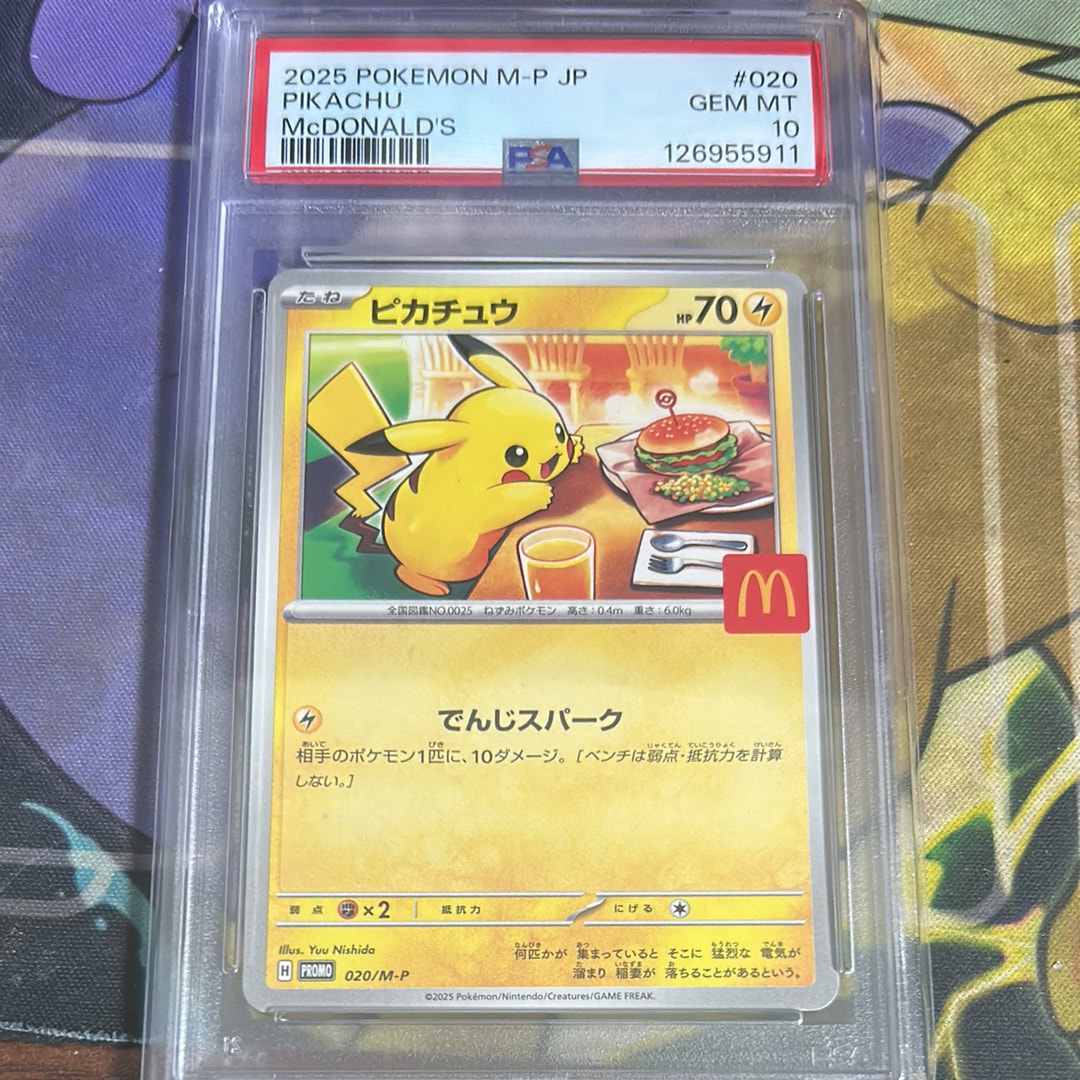 2025 POKEMON M-P JP #020
PIKACHU GEM MT
McDONALD'S 10
PSA 126955911
たね ピカチュウ HP70
M
全国図鑑NO.0025 ねずみポケモン 高さ:0.4m 重さ:6.0kg
でんじスパーク
相手のポケモン1匹に、10ダメージ。[ベンチは弱点・抵抗力を計算
しない。]
弱点 ×2 抵抗力 にげる
Illus. Yuu Nishida
何匹かが 集まっていると そこに 猛烈な 電気が
溜まり 稲妻が 落ちることがあるという。
H PROMO 020/M-P
©2025 Pokémon/Nintendo/Creatures/GAME FREAK.